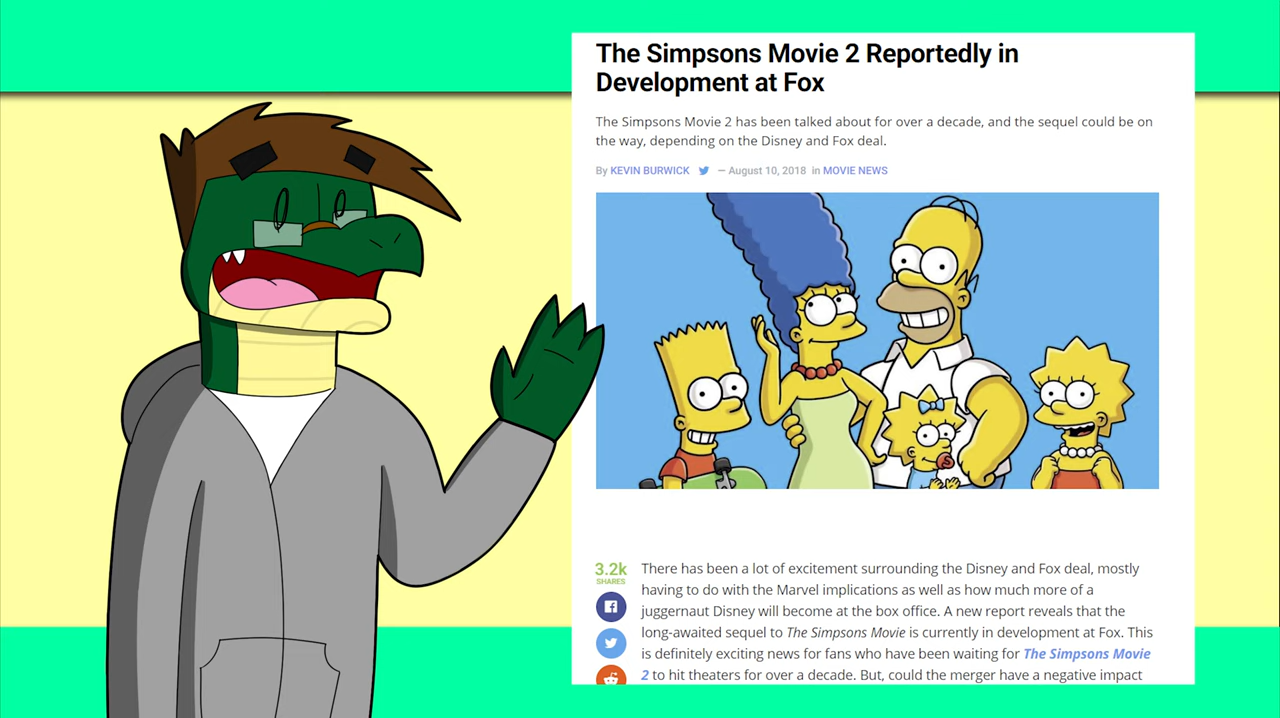 The Simpsons Movie 2 Reportedly in
Development at Fox
The Simpsons Movie 2 has been talked about for over a decade, and the sequel could be on
the way, depending on the Disney and Fox deal.
By KEVIN BURWICK — August 10, 2018 in MOVIE NEWS
3.2k
SHARES
There has been a lot of excitement surrounding the Disney and Fox deal, mostly
having to do with the Marvel implications as well as how much more of a
juggernaut Disney will become at the box office. A new report reveals that the
long-awaited sequel to The Simpsons Movie is currently in development at Fox. This
is definitely exciting news for fans who have been waiting for The Simpsons Movie
2 to hit theaters for over a decade. But, could the merger have a negative impact